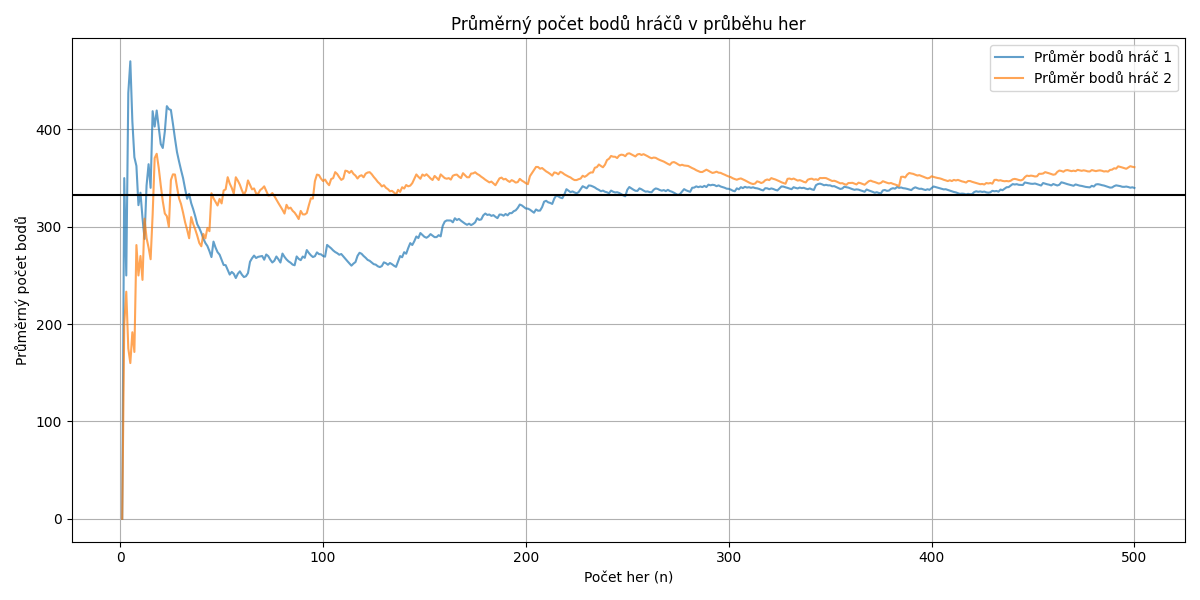 Průměrný počet bodů hráčů v průběhu her
Průměr bodů hráč 1
Průměr bodů hráč 2
Průměrný počet bodů
400
300
200
100
0
0 100 200 300 400 500
Počet her (n)